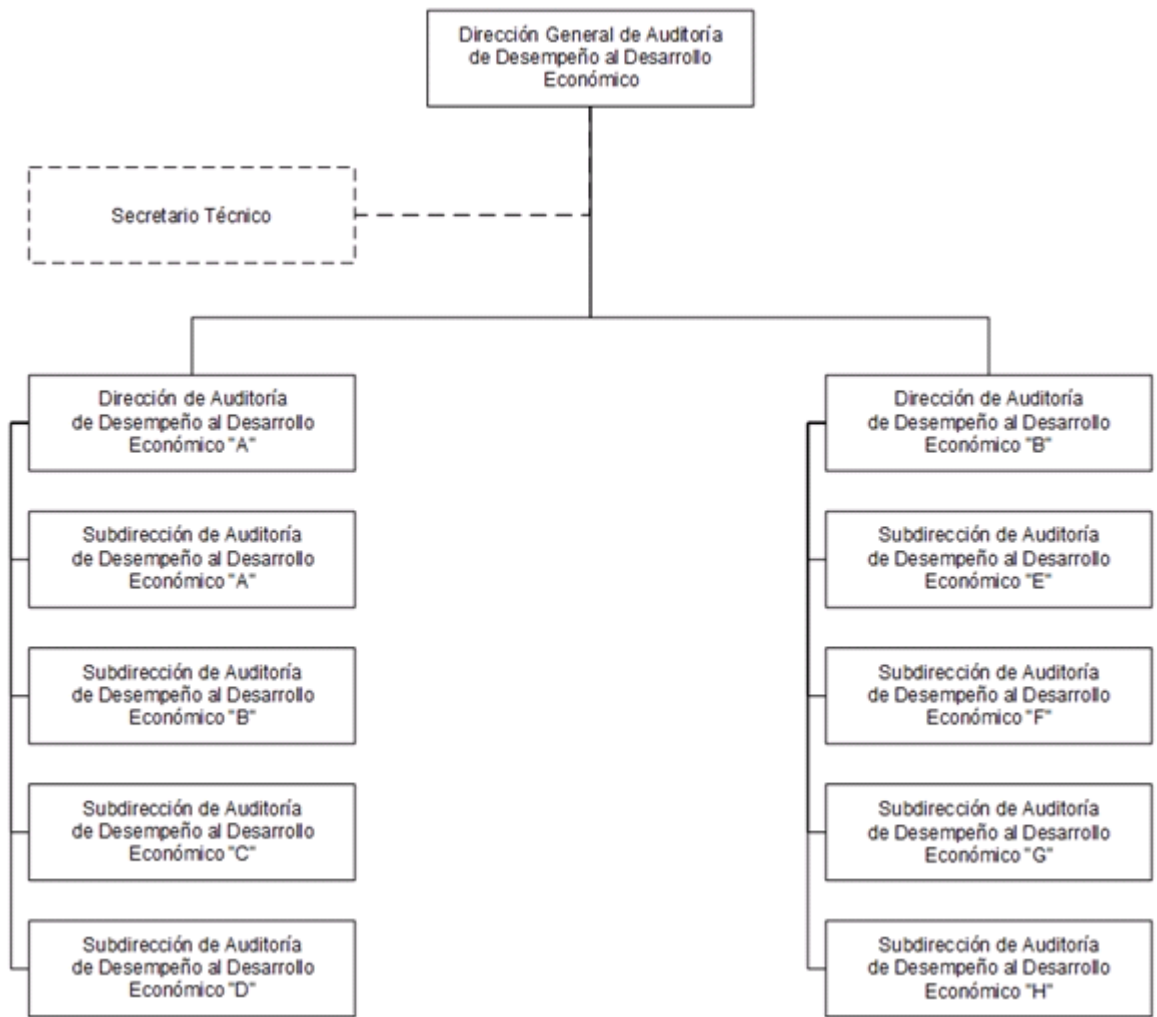 Dirección General de Auditoría
de Desempeño al Desarrollo
Económico
Secretario Técnico
Dirección de Auditoría
de Desempeño al Desarrollo
Económico "A"
Subdirección de Auditoría
de Desempeño al Desarrollo
Económico "A"
Subdirección de Auditoría
de Desempeño al Desarrollo
Económico "B"
Subdirección de Auditoría
de Desempeño al Desarrollo
Económico "C"
Subdirección de Auditoría
de Desempeño al Desarrollo
Económico "D"
Dirección de Auditoría
de Desempeño al Desarrollo
Económico "B"
Subdirección de Auditoría
de Desempeño al Desarrollo
Económico "E"
Subdirección de Auditoría
de Desempeño al Desarrollo
Económico "F"
Subdirección de Auditoría
de Desempeño al Desarrollo
Económico "G"
Subdirección de Auditoría
de Desempeño al Desarrollo
Económico "H"